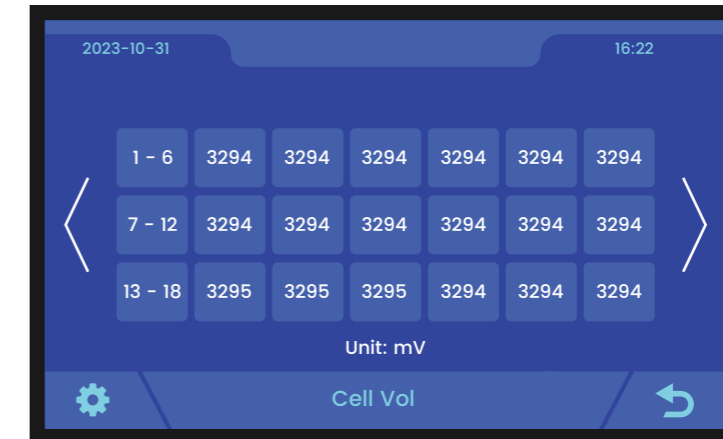 2023-10-31 16:22
1 - 6 3294 3294 3294 3294 3294 3294
7 - 12 3294 3294 3294 3294 3294 3294
13 - 18 3295 3295 3295 3294 3294 3294
Unit: mV
Cell Vol